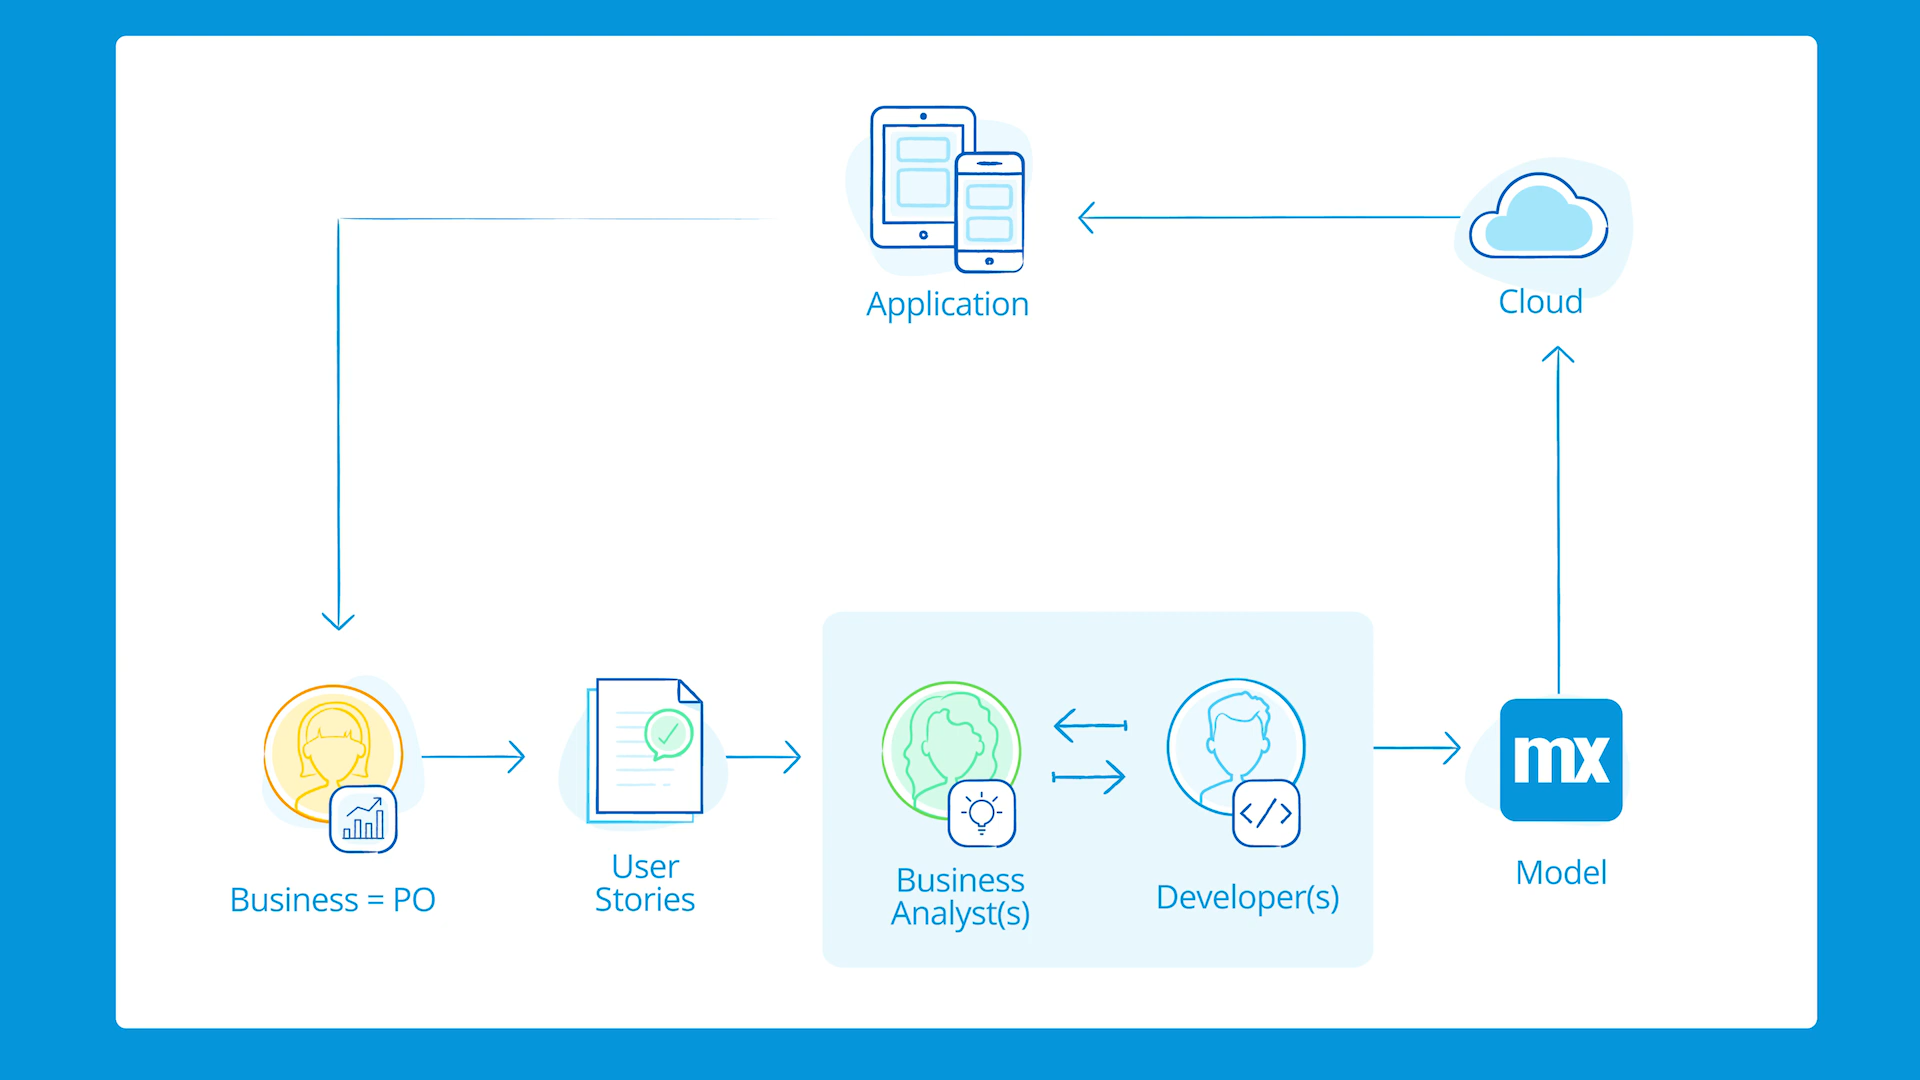 Application
Cloud
mx
Model
Business = PO
User
Stories
Business
Analyst(s)
</>
Developer(s)